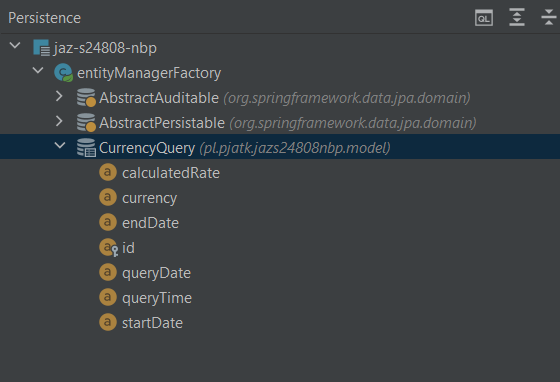 Persistence
QL
jaz-s24808-nbp
entityManagerFactory
AbstractAuditable (org.springframework.data.jpa.domain)
AbstractPersistable (org.springframework.data.jpa.domain)
CurrencyQuery (pl.pjatk.jazs24808nbp.model)
a calculatedRate
a currency
a endDate
a id
a queryDate
a queryTime
a startDate